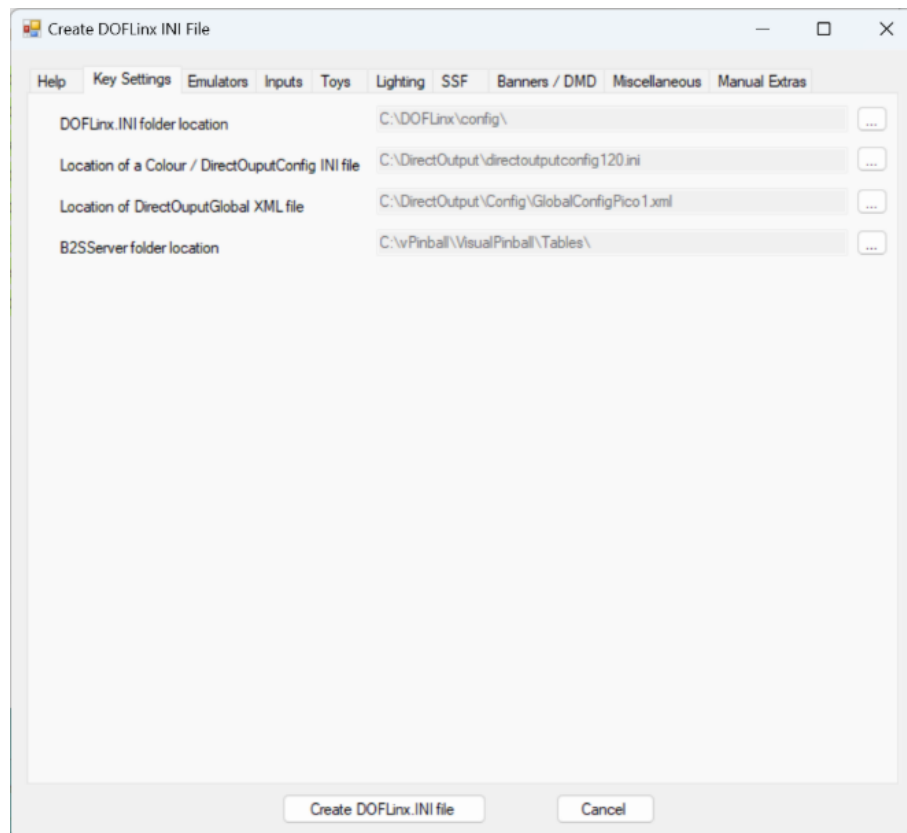 Create DOFLinx INI File
Help Key Settings Emulators Inputs Toys Lighting SSF Banners / DMD Miscellaneous Manual Extras
DOFLinx.INI folder location C:\DOFLinx\config\ ...
Location of a Colour / DirectOuputConfig INI file C:\DirectOutput\directoutputconfig120.ini ...
Location of DirectOuputGlobal XML file C:\DirectOutput\Config\GlobalConfigPico1.xml ...
B2SServer folder location C:\vPinball\VisualPinball\Tables\ ...
Create DOFLinx.INI file Cancel